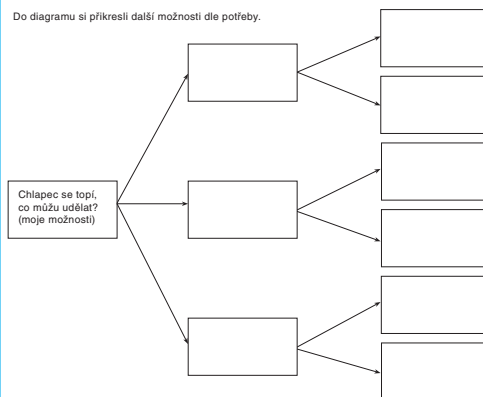 Do diagramu si přikresli další možnosti dle potřeby.
Chlapec se topí,
co můžu udělat?
(moje možnosti)